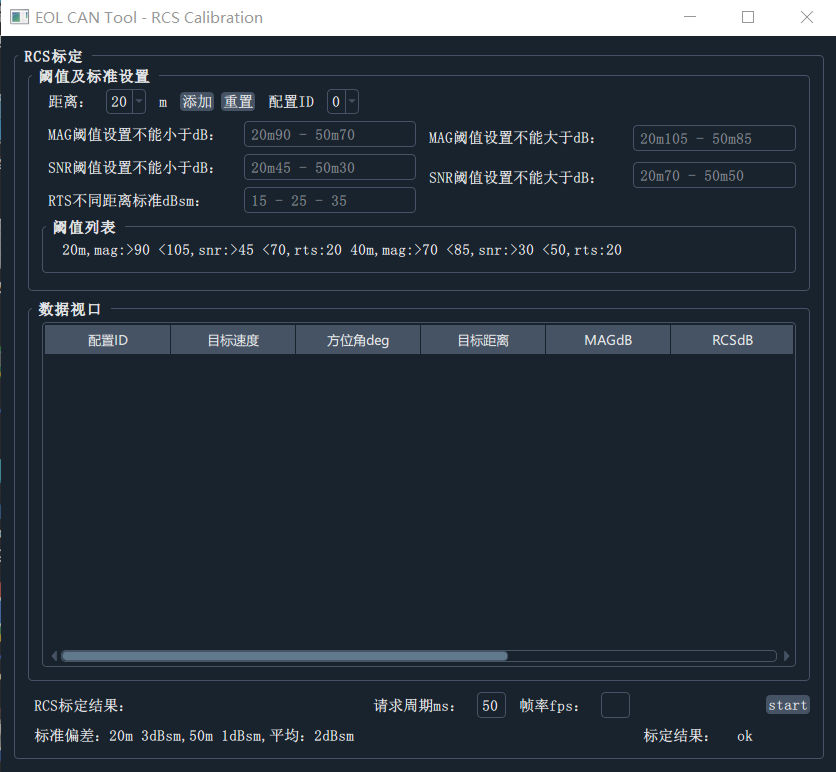 EOL CAN Tool - RCS Calibration
RCS标定
阈值及标准设置
距离： 20 m 添加 重置 配置ID 0
MAG阈值设置不能小于dB： 20m90 - 50m70 MAG阈值设置不能大于dB： 20m105 - 50m85
SNR阈值设置不能小于dB： 20m45 - 50m30 SNR阈值设置不能大于dB： 20m70 - 50m50
RTS不同距离标准dBsm： 15 - 25 - 35
阈值列表
20m,mag:>90 <105,snr:>45 <70,rts:20 40m,mag:>70 <85,snr:>30 <50,rts:20
数据视口
配置ID 目标速度 方位角deg 目标距离 MAGdB RCSdB
RCS标定结果： 请求周期ms： 50 帧率fps： start
标准偏差：20m 3dBsm,50m 1dBsm,平均：2dBsm 标定结果： ok